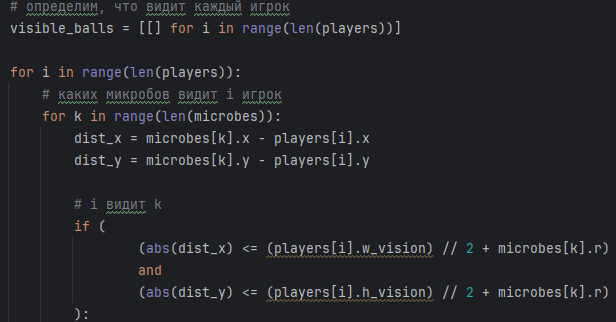 # определим, что видит каждый игрок
visible_balls = [[] for i in range(len(players))]
for i in range(len(players)):
# каких микробов видит i игрок
for k in range(len(microbes)):
dist_x = microbes[k].x - players[i].x
dist_y = microbes[k].y - players[i].y
# i видит k
if (
(abs(dist_x) <= (players[i].w_vision) // 2 + microbes[k].r)
and
(abs(dist_y) <= (players[i].h_vision) // 2 + microbes[k].r)
):